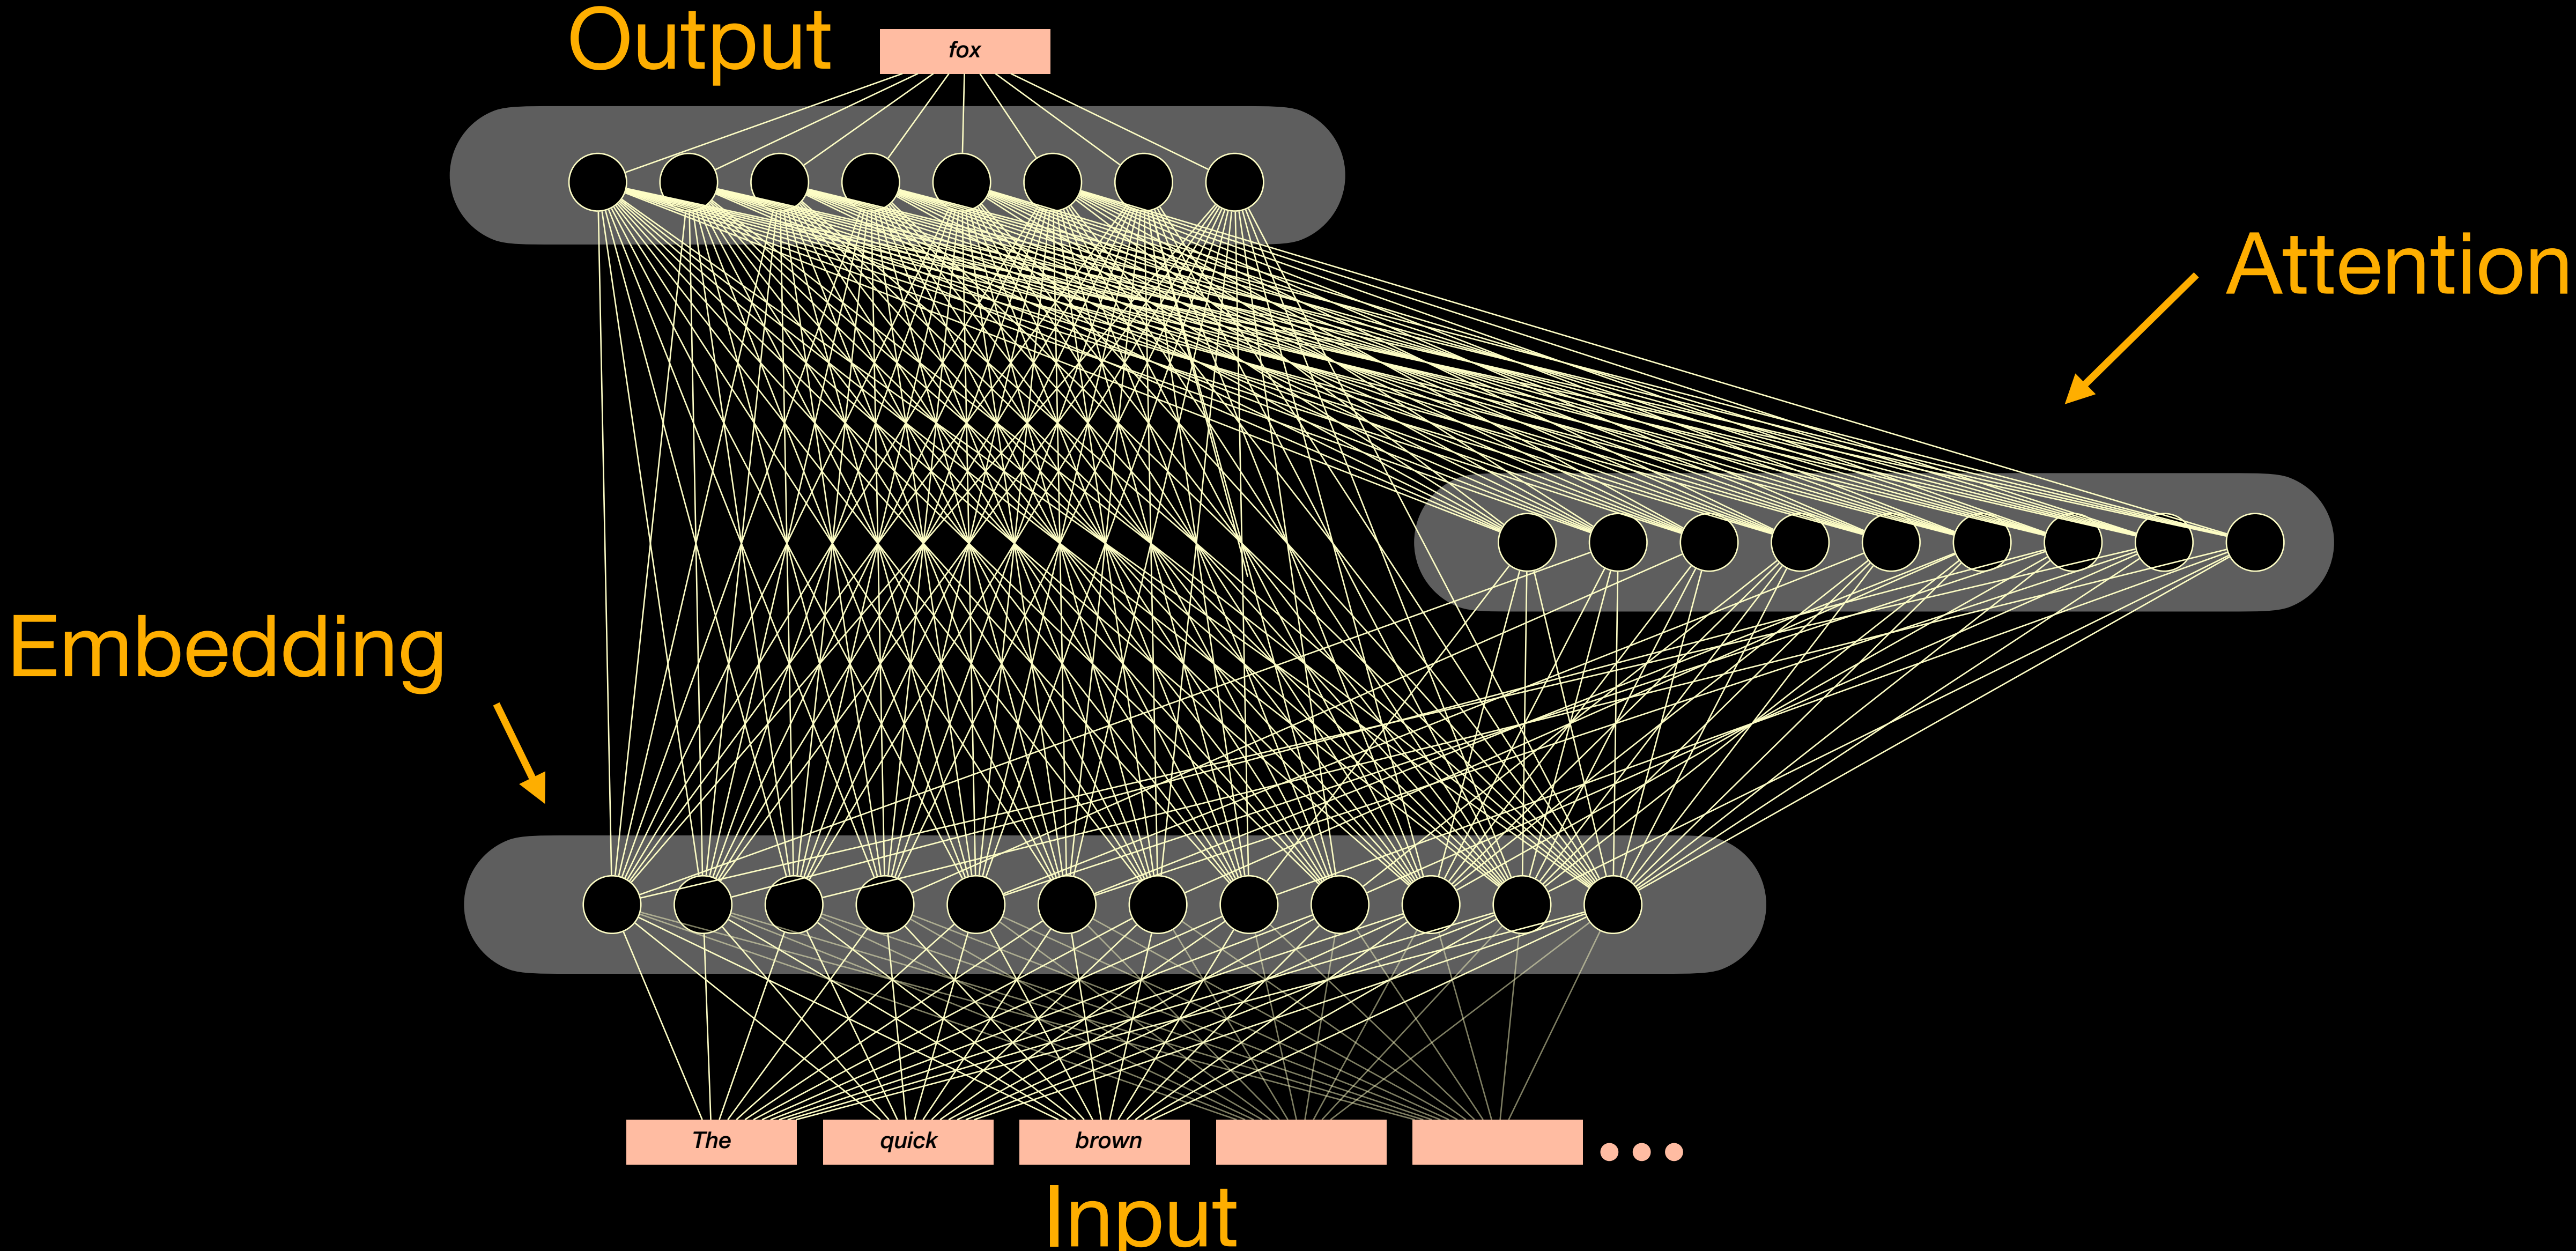 Output
fox
Attention
Embedding
The
quick
brown
Input